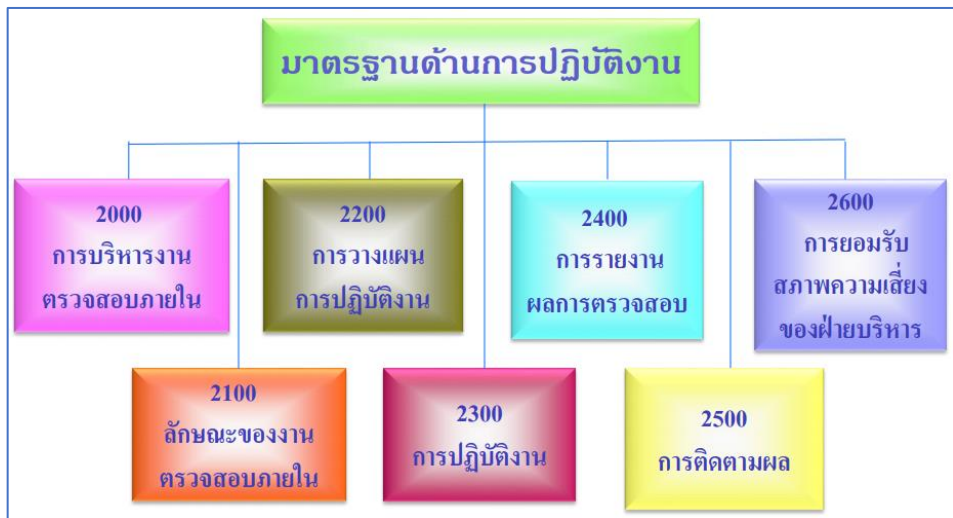 มาตรฐานด้านการปฏิบัติงาน
2000
การบริหารงาน
ตรวจสอบภายใน
2200
การวางแผน
การปฏิบัติงาน
2400
การรายงาน
ผลการตรวจสอบ
2600
การยอมรับ
สภาพความเสี่ยง
ของฝ่ายบริหาร
2100
ลักษณะของงาน
ตรวจสอบภายใน
2300
การปฏิบัติงาน
2500
การติดตามผล